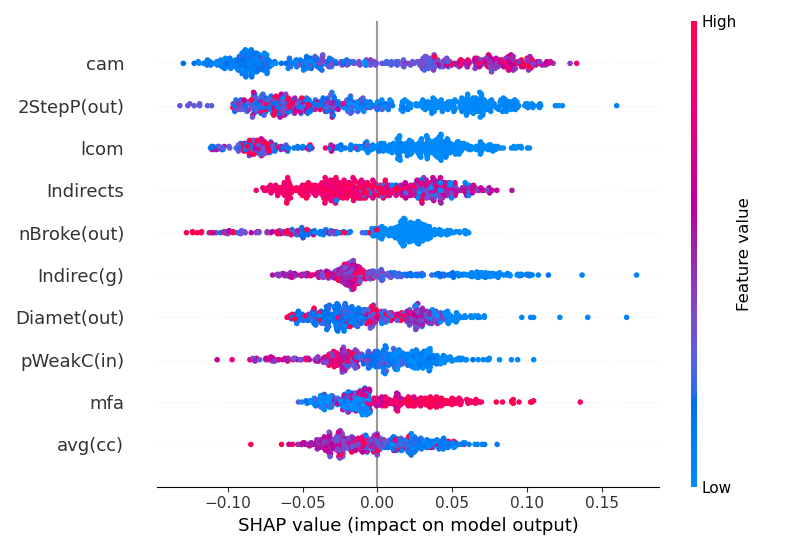 High
cam
2StepP(out)
lcom
Indirects
nBroke(out)
Indirec(g)
Diamet(out)
pWeakC(in)
mfa
avg(cc)
Feature value
Low
−0.10 −0.05 0.00 0.05 0.10 0.15
SHAP value (impact on model output)